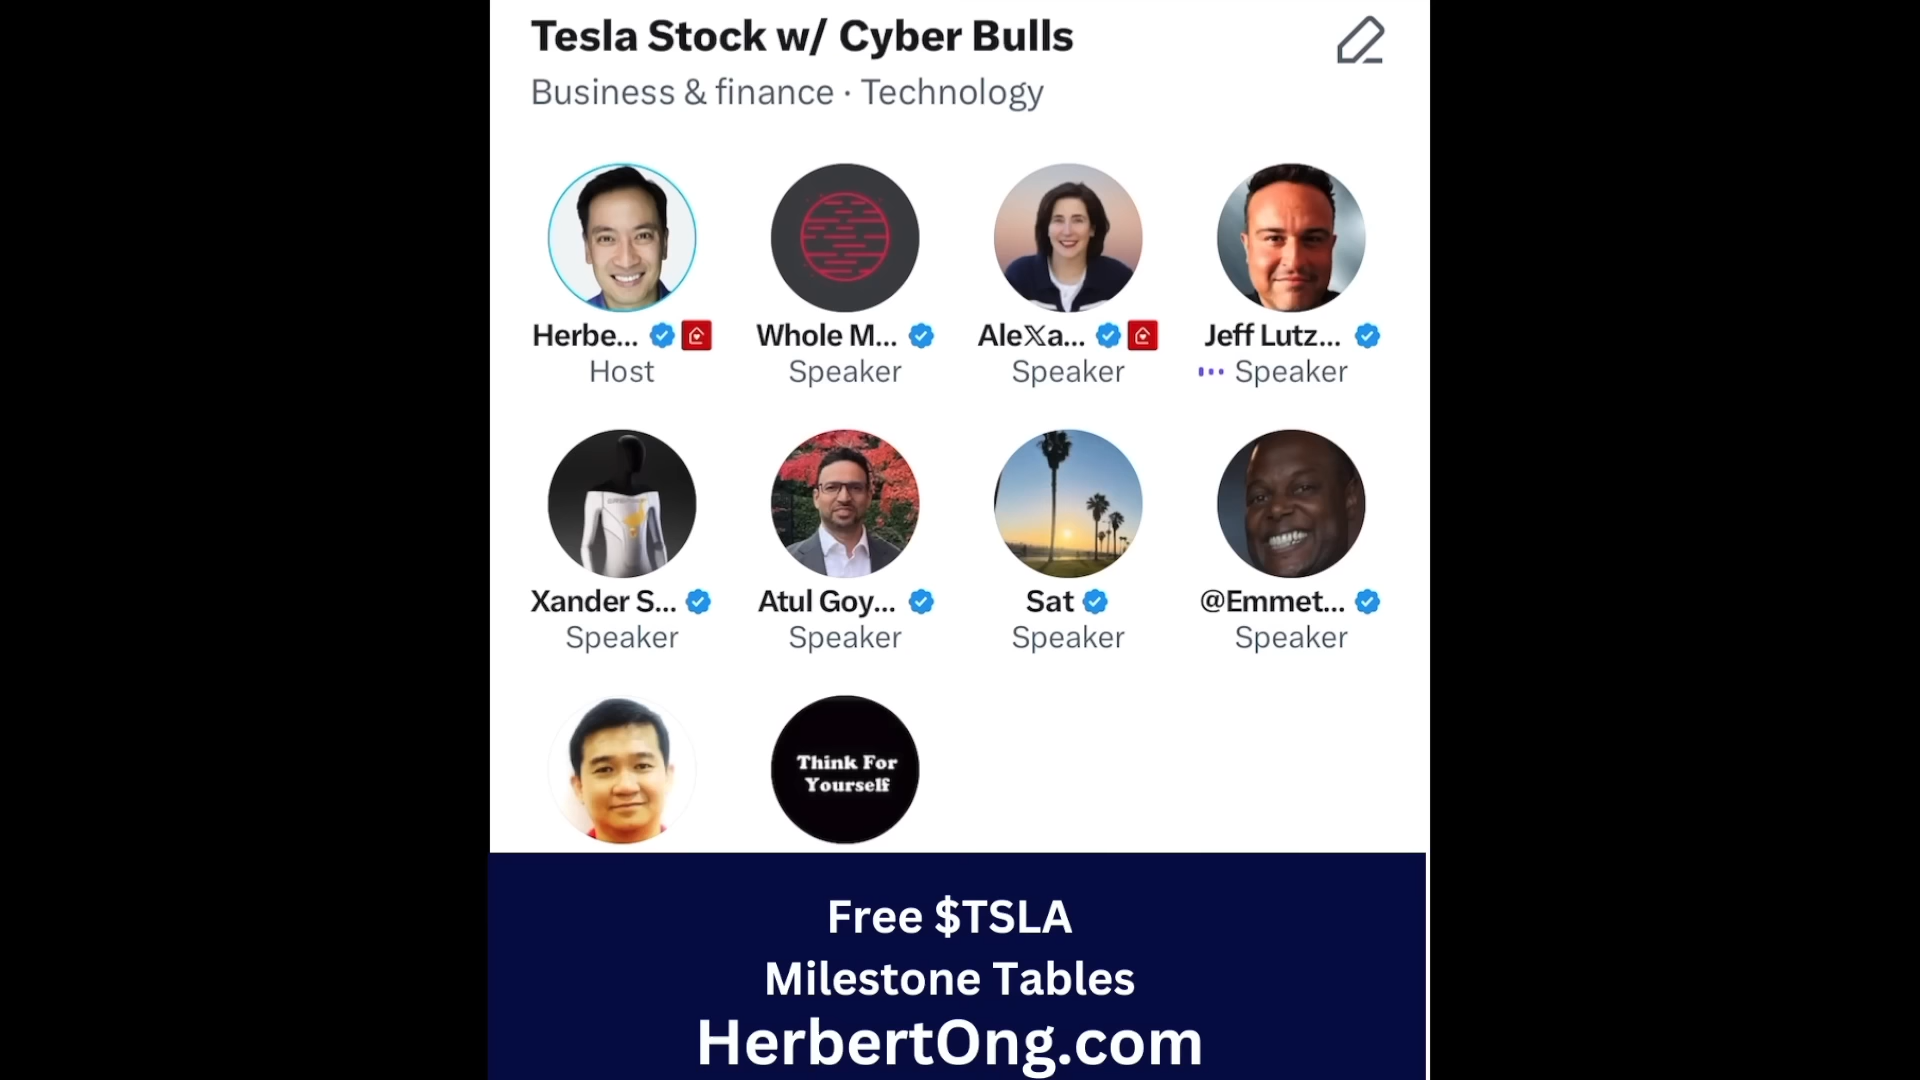 Tesla Stock w/ Cyber Bulls
Business & finance · Technology
Herbe... Whole M... Ale𝕏a... Jeff Lutz...
Host Speaker Speaker Speaker
Xander S... Atul Goy... Sat @Emmet...
Speaker Speaker Speaker Speaker
Think For
Yourself
Free $TSLA
Milestone Tables
HerbertOng.com